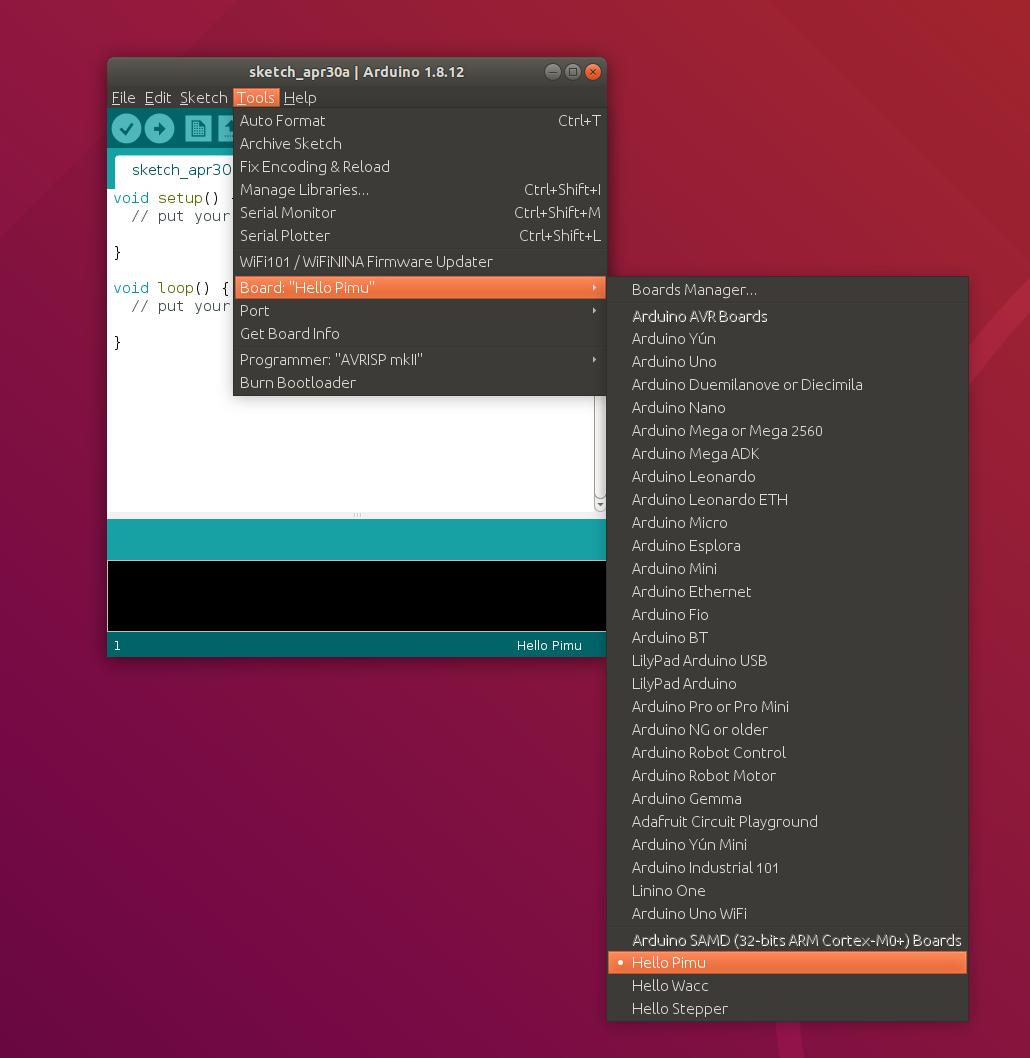 sketch_apr30a | Arduino 1.8.12
File Edit Sketch Tools Help
sketch_apr30
void setup() {
// put your
}
void loop() {
// put your
}
Auto Format Ctrl+T
Archive Sketch
Fix Encoding & Reload
Manage Libraries... Ctrl+Shift+I
Serial Monitor Ctrl+Shift+M
Serial Plotter Ctrl+Shift+L
WiFi101 / WiFiNINA Firmware Updater
Board: "Hello Pimu"
Port
Get Board Info
Programmer: "AVRISP mkII"
Burn Bootloader
Boards Manager...
Arduino AVR Boards
Arduino Yún
Arduino Uno
Arduino Duemilanove or Diecimila
Arduino Nano
Arduino Mega or Mega 2560
Arduino Mega ADK
Arduino Leonardo
Arduino Leonardo ETH
Arduino Micro
Arduino Esplora
Arduino Mini
Arduino Ethernet
Arduino Fio
Arduino BT
LilyPad Arduino USB
LilyPad Arduino
Arduino Pro or Pro Mini
Arduino NG or older
Arduino Robot Control
Arduino Robot Motor
Arduino Gemma
Adafruit Circuit Playground
Arduino Yún Mini
Arduino Industrial 101
Linino One
Arduino Uno WiFi
Arduino SAMD (32-bits ARM Cortex-M0+) Boards
Hello Pimu
Hello Wacc
Hello Stepper
1 Hello Pimu